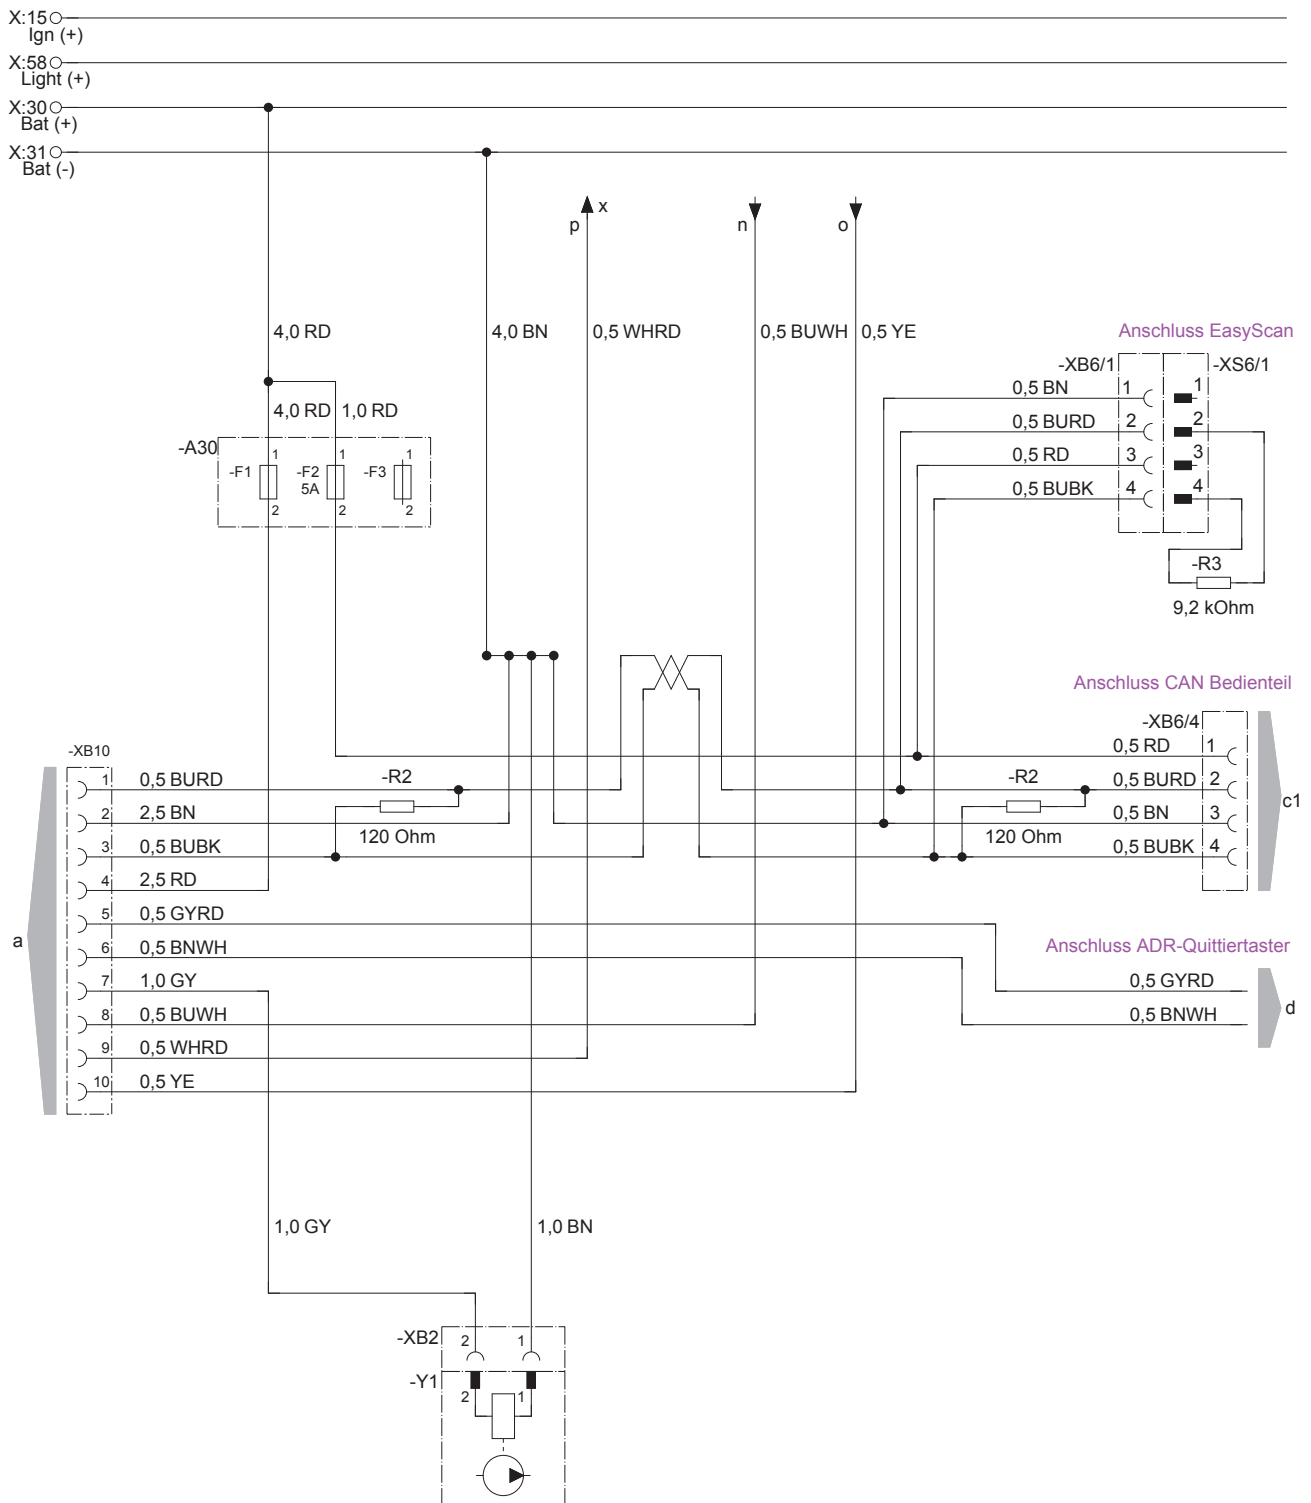 X:15
Ign (+)
X:58
Light (+)
X:30
Bat (+)
X:31
Bat (-)
p
x
n
o
4,0 RD
4,0 BN
0,5 WHRD
0,5 BUWH
0,5 YE
Anschluss EasyScan
-XB6/1
-XS6/1
0,5 BN
1
1
0,5 BURD
2
2
0,5 RD
3
3
0,5 BUBK
4
4
-R3
9,2 kOhm
4,0 RD
1,0 RD
-A30
-F1
1
2
-F2
5A
1
2
-F3
1
2
Anschluss CAN Bedienteil
-XB6/4
0,5 RD
1
0,5 BURD
2
0,5 BN
3
0,5 BUBK
4
c1
-R2
120 Ohm
-R2
120 Ohm
-XB10
a
1
0,5 BURD
2
2,5 BN
3
0,5 BUBK
4
2,5 RD
5
0,5 GYRD
6
0,5 BNWH
7
1,0 GY
8
0,5 BUWH
9
0,5 WHRD
10
0,5 YE
Anschluss ADR-Quittiertaster
0,5 GYRD
0,5 BNWH
d
1,0 GY
1,0 BN
-XB2
2
1
-Y1
2
1